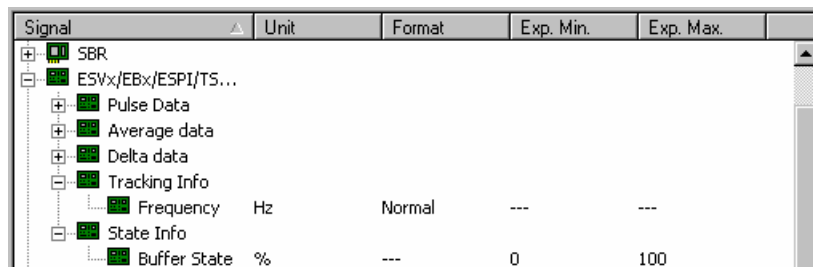 Signal Unit Format Exp. Min. Exp. Max.
SBR
ESVx/EBx/ESPI/TS...
Pulse Data
Average data
Delta data
Tracking Info
Frequency Hz Normal --- ---
State Info
Buffer State % --- 0 100